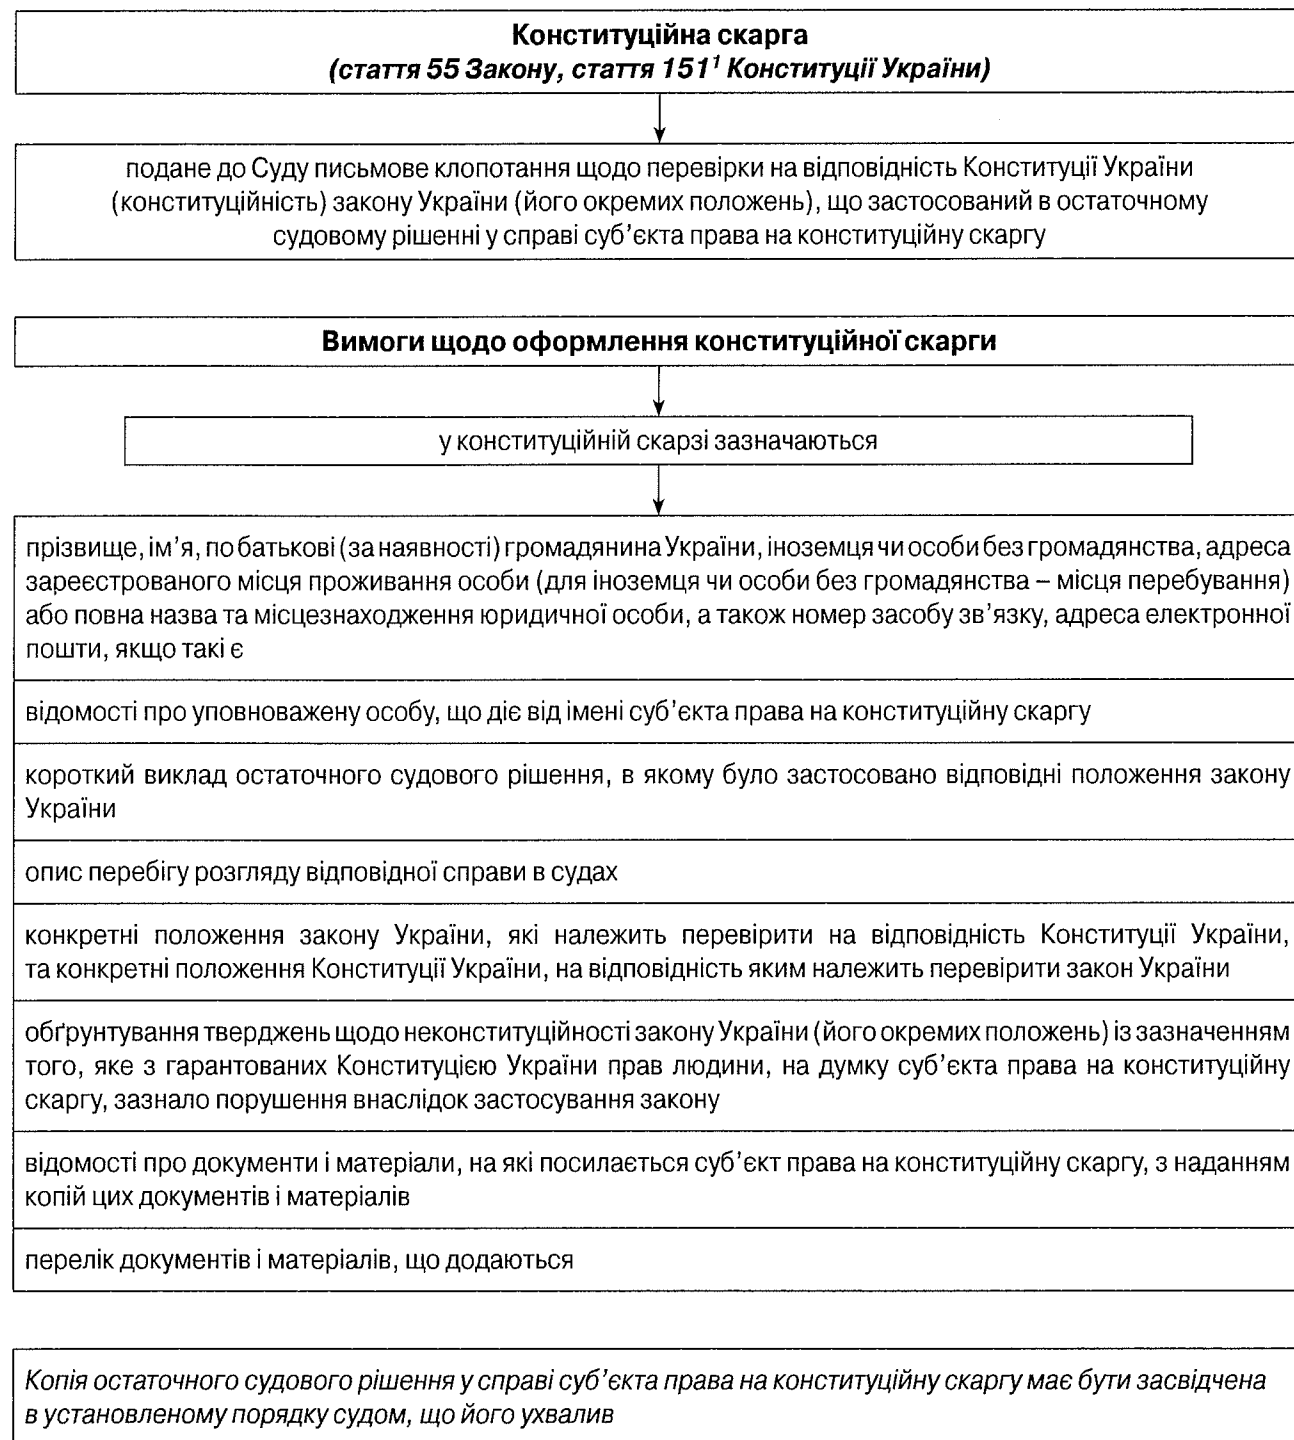 Конституційна скарга
(стаття 55 Закону, стаття 151¹ Конституції України)
подане до Суду письмове клопотання щодо перевірки на відповідність Конституції України
(конституційність) закону України (його окремих положень), що застосований в остаточному
судовому рішенні у справі суб’єкта права на конституційну скаргу
Вимоги щодо оформлення конституційної скарги
у конституційній скарзі зазначаються
прізвище, ім’я, по батькові (за наявності) громадянина України, іноземця чи особи без громадянства, адреса
зареєстрованого місця проживання особи (для іноземця чи особи без громадянства – місця перебування)
або повна назва та місцезнаходження юридичної особи, а також номер засобу зв’язку, адреса електронної
пошти, якщо такі є
відомості про уповноважену особу, що діє від імені суб’єкта права на конституційну скаргу
короткий виклад остаточного судового рішення, в якому було застосовано відповідні положення закону
України
опис перебігу розгляду відповідної справи в судах
конкретні положення закону України, які належить перевірити на відповідність Конституції України,
та конкретні положення Конституції України, на відповідність яким належить перевірити закон України
обґрунтування тверджень щодо неконституційності закону України (його окремих положень) із зазначенням
того, яке з гарантованих Конституцією України прав людини, на думку суб’єкта права на конституційну
скаргу, зазнало порушення внаслідок застосування закону
відомості про документи і матеріали, на які посилається суб’єкт права на конституційну скаргу, з наданням
копій цих документів і матеріалів
перелік документів і матеріалів, що додаються
Копія остаточного судового рішення у справі суб’єкта права на конституційну скаргу має бути засвідчена
в установленому порядку судом, що його ухвалив